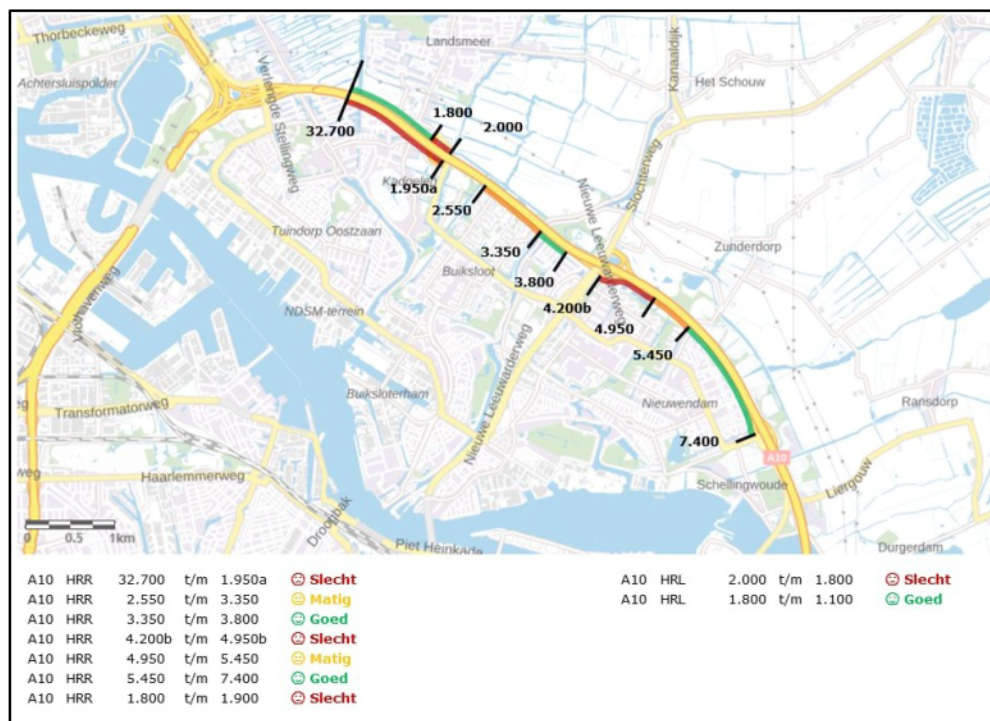 Thorbeckeweg
Landsmeer
Achtersluispolder
Verlengde Stellingweg
Kanaaldijk
Het Schouw
1.800
2.000
32.700
Kadoelen
1.950a
2.550
Nieuwe Leeuwarderweg
Slochterweg
Tuindorp Oostzaan
3.350
Zunderdorp
Buiksloot
3.800
IJhavenweg
NDSM-terrein
4.200b
4.950
5.450
Buiksloterham
Nieuwe Leeuwarderweg
Nieuwendam
Ransdorp
Transformatorweg
7.400
A10
weg
Haarlemmerweg
Schellingwoude
Liergouw
Droogbak
0 0.5 1km
Piet Heinkade
Durgerdam
A10 HRR 32.700 t/m 1.950a Slecht
A10 HRR 2.550 t/m 3.350 Matig
A10 HRR 3.350 t/m 3.800 Goed
A10 HRR 4.200b t/m 4.950b Slecht
A10 HRR 4.950 t/m 5.450 Matig
A10 HRR 5.450 t/m 7.400 Goed
A10 HRR 1.800 t/m 1.900 Slecht
A10 HRL 2.000 t/m 1.800 Slecht
A10 HRL 1.800 t/m 1.100 Goed